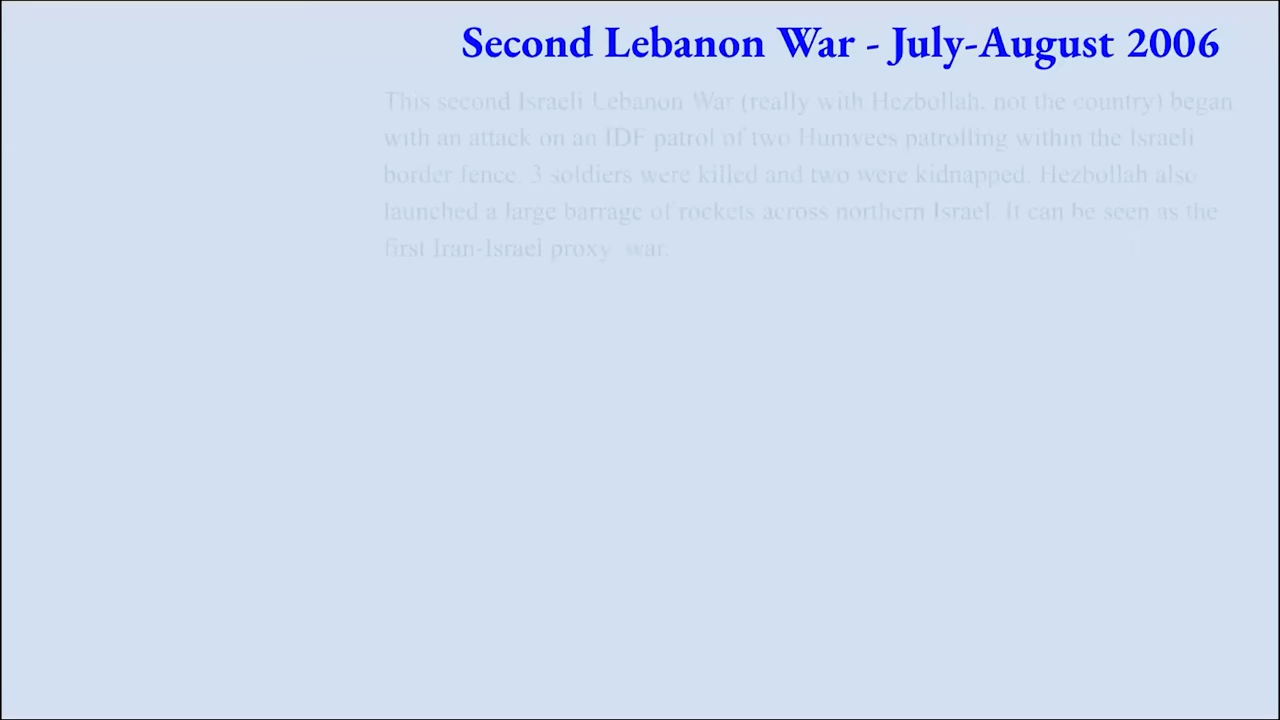 Second Lebanon War - July-August 2006
This second Israeli Lebanon War (really with Hezbollah, not the country) began
with an attack on an IDF patrol of two Humvees patrolling within the Israeli
border fence. 3 soldiers were killed and two were kidnapped. Hezbollah also
launched a large barrage of rockets across northern Israel. It can be seen as the
first Iran-Israel proxy war.